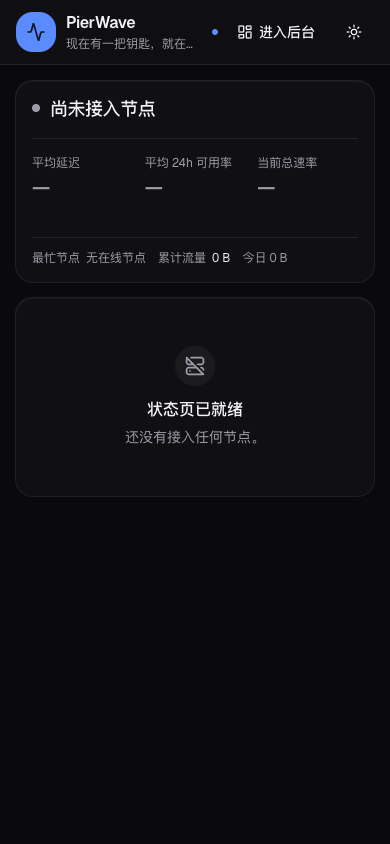 PierWave
现在有一把钥匙，就在...
进入后台
尚未接入节点
平均延迟 平均 24h 可用率 当前总速率
— — —
最忙节点 无在线节点 累计流量 0 B 今日 0 B
状态页已就绪
还没有接入任何节点。